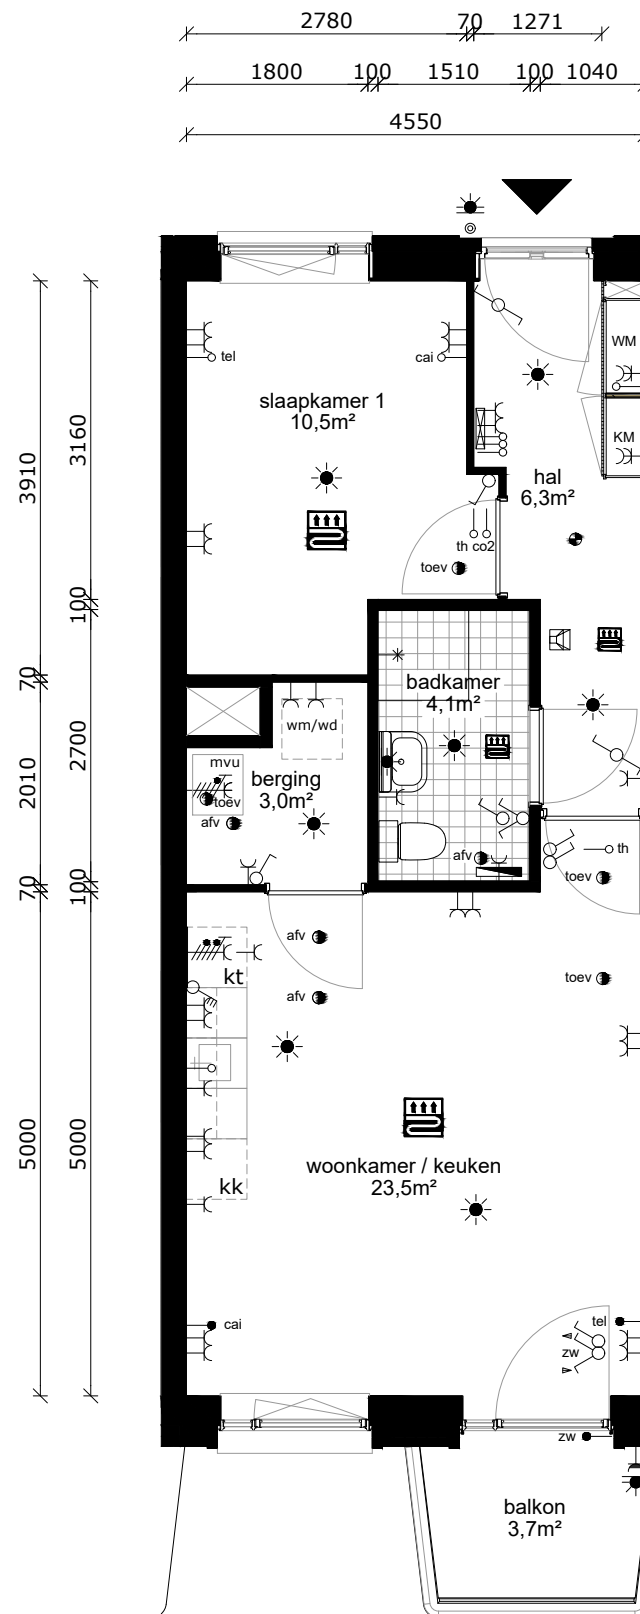 2780 70 1271
1800 100 1510 100 1040
4550
3910
70
2010
70
5000
3160
100
2700
100
5000
WM
KM
tel
cai
slaapkamer 1
10,5m²
hal
6,3m²
th co2
toev
badkamer
4,1m²
wm/wd
mvu
toev
afv
berging
3,0m²
afv
th
toev
afv
kt
afv
toev
woonkamer / keuken
23,5m²
kk
cai
tel
zw
zw
balkon
3,7m²